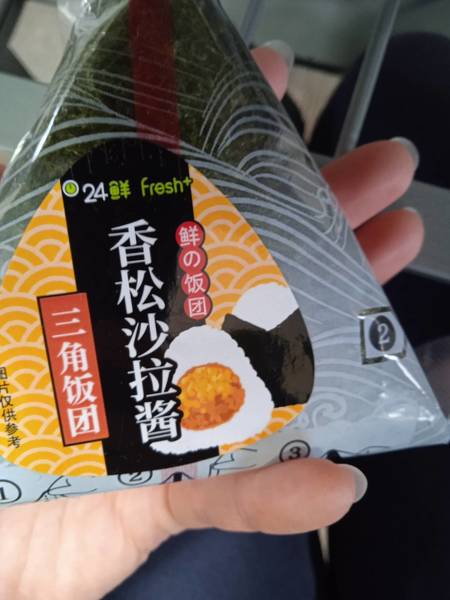 24鲜 Fresh+
鲜の饭团
香松沙拉酱
三角饭团
图片仅供参考
1
2
3
2